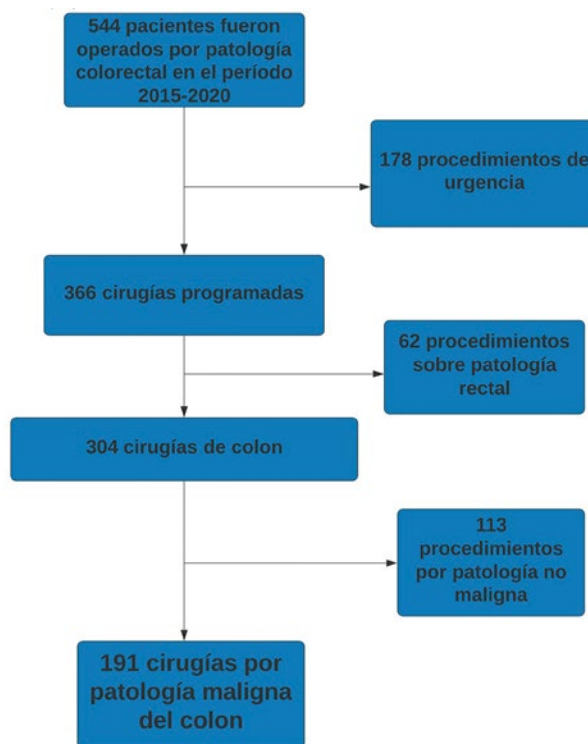 544 pacientes fueron
operados por patología
colorectal en el período
2015-2020
178 procedimientos de
urgencia
366 cirugías programadas
62 procedimientos
sobre patología
rectal
304 cirugías de colon
113
procedimientos
por patología no
maligna
191 cirugías por
patología maligna
del colon